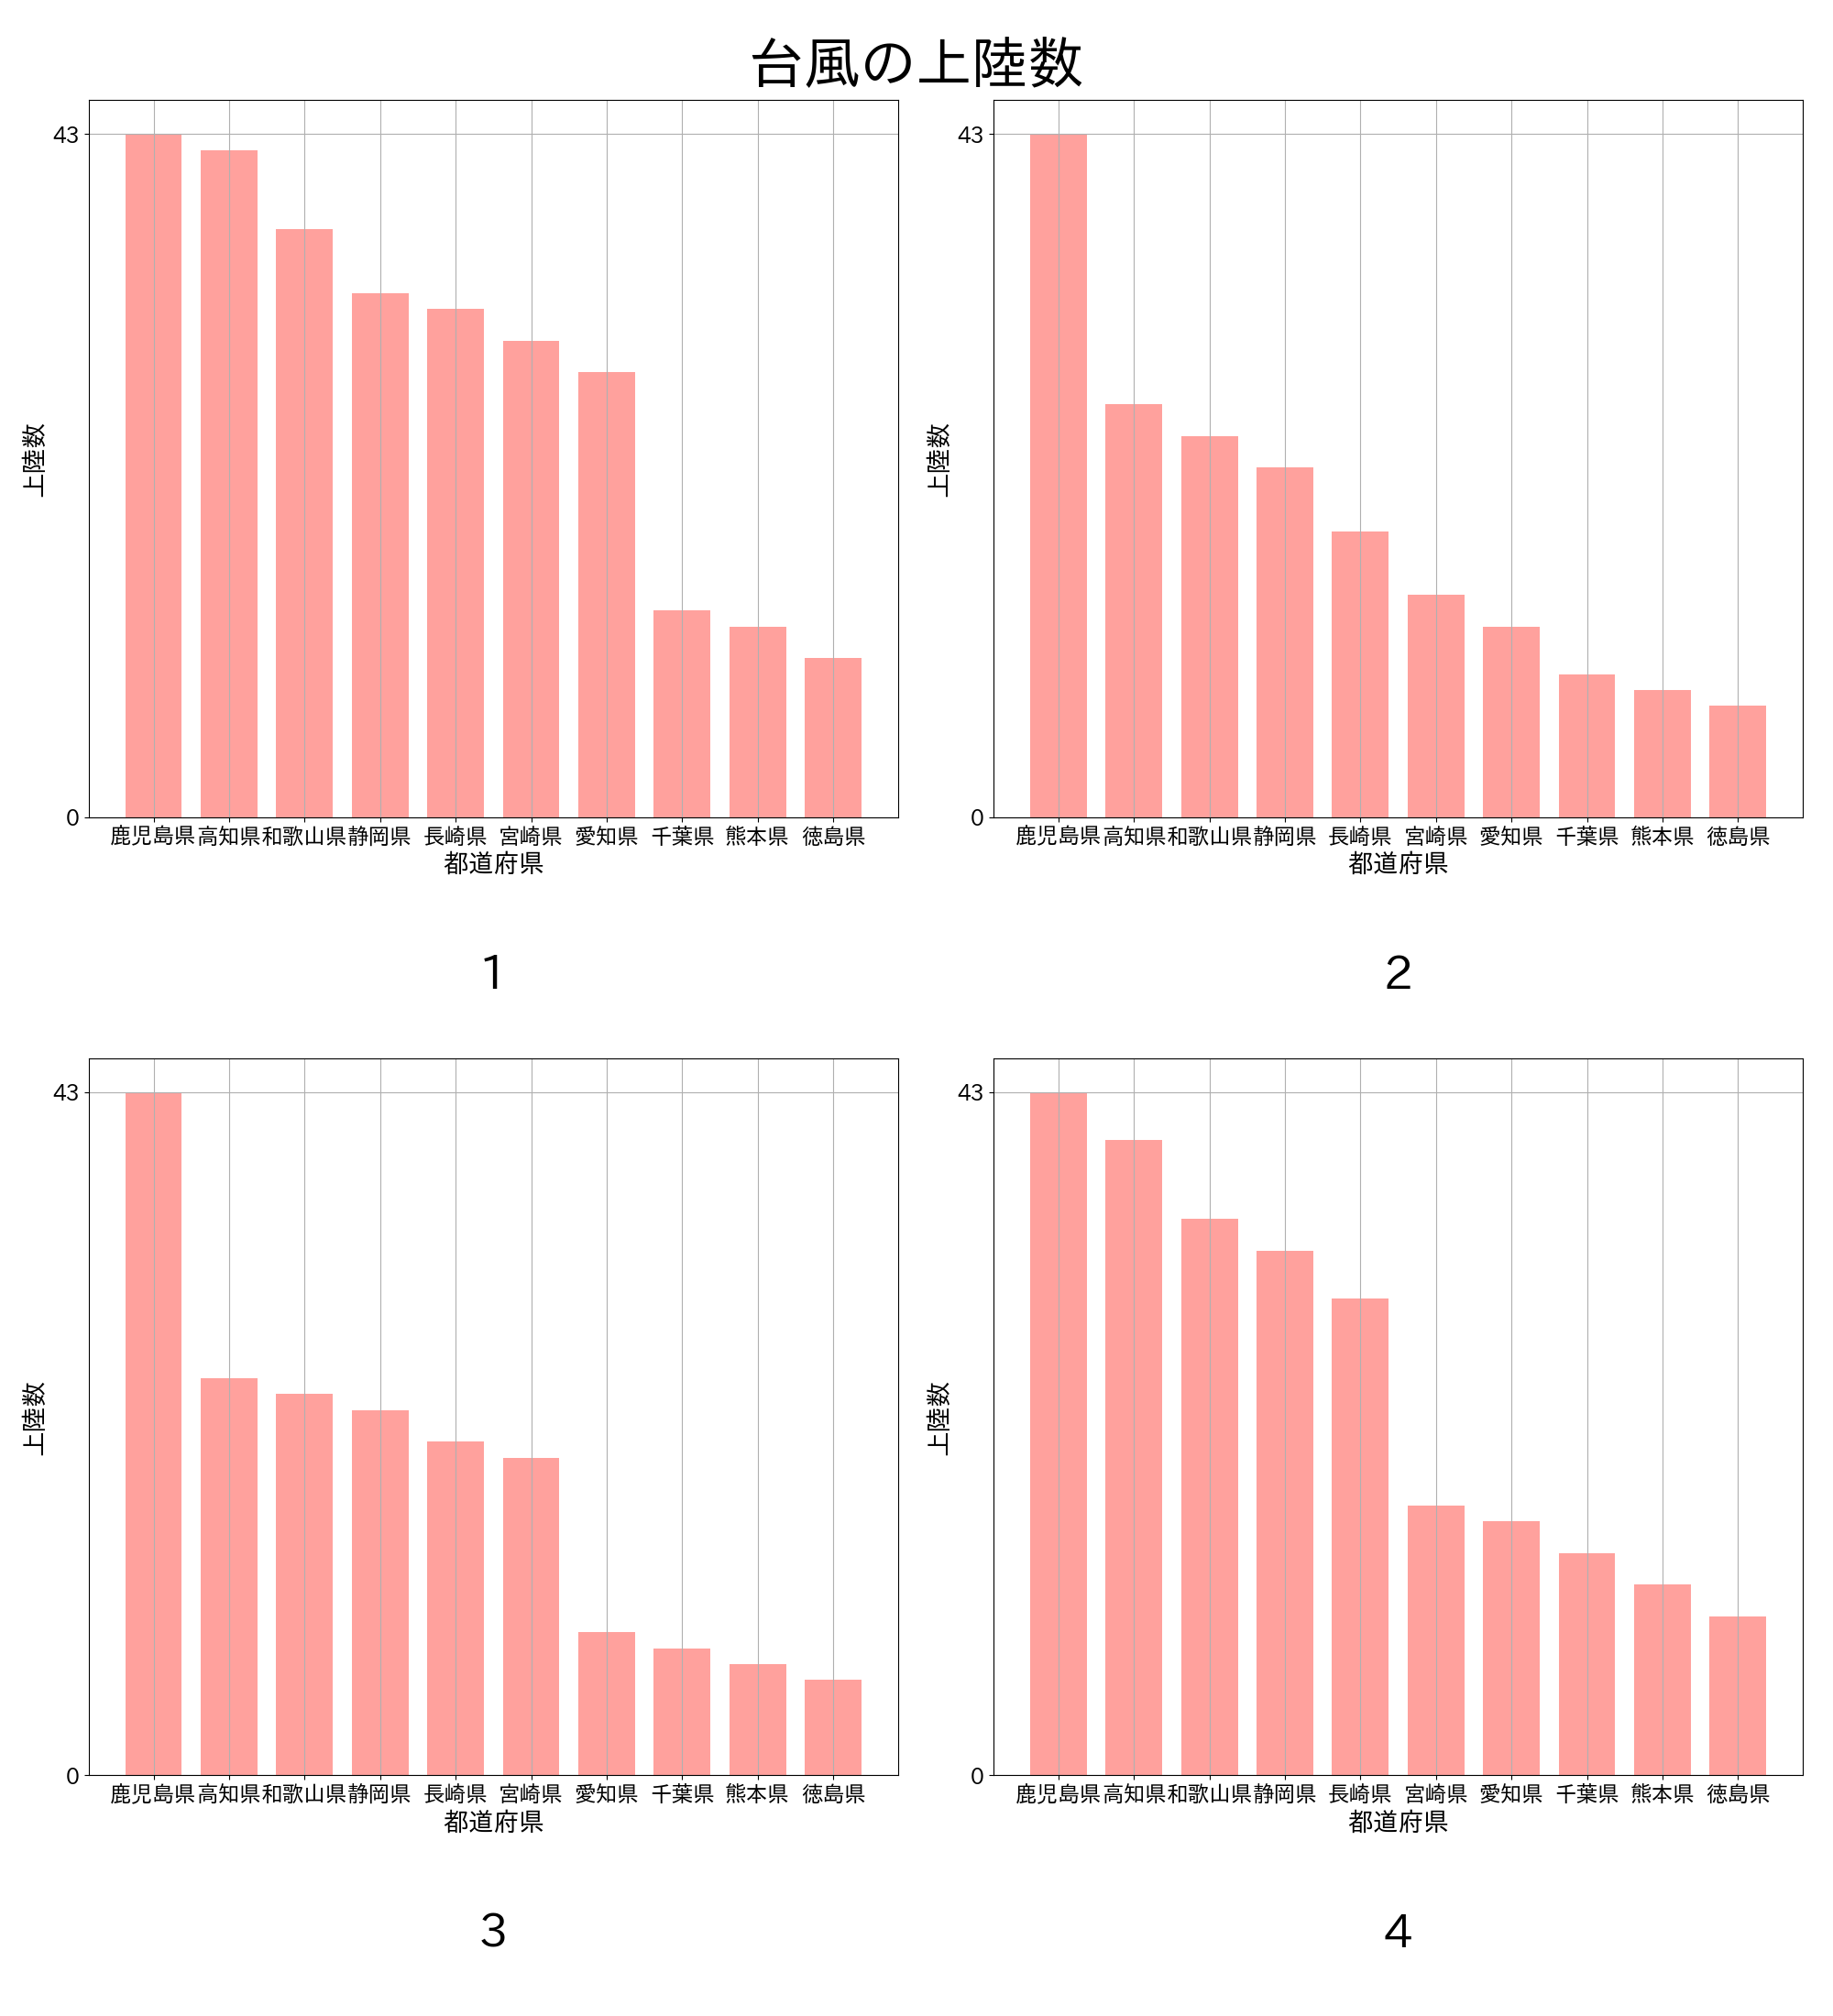 台風の上陸数
43
0
上陸数
鹿児島県 高知県 和歌山県 静岡県 長崎県 宮崎県 愛知県 千葉県 熊本県 徳島県
都道府県
1
43
0
上陸数
鹿児島県 高知県 和歌山県 静岡県 長崎県 宮崎県 愛知県 千葉県 熊本県 徳島県
都道府県
2
43
0
上陸数
鹿児島県 高知県 和歌山県 静岡県 長崎県 宮崎県 愛知県 千葉県 熊本県 徳島県
都道府県
3
43
0
上陸数
鹿児島県 高知県 和歌山県 静岡県 長崎県 宮崎県 愛知県 千葉県 熊本県 徳島県
都道府県
4